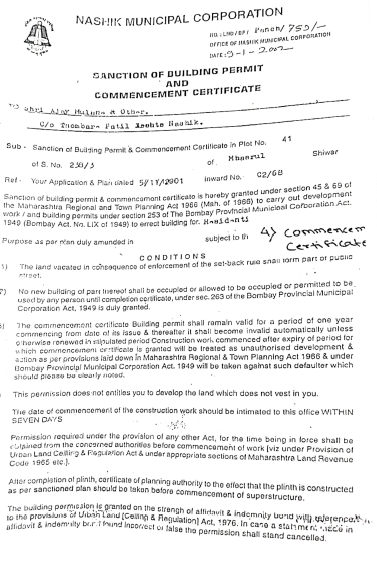 NASHIK MUNICIPAL CORPORATION
NO: LND/BP/ Panch/750/-
OFFICE OF NASHIK MUNICIPAL CORPORATION
DATE: 9-1-2002
SANCTION OF BUILDING PERMIT
AND
COMMENCEMENT CERTIFICATE
TO, Shri Ajay & Other.
C/o Patil Nashik.
Sub - Sanction of Building Permit & Commencement Certificate in Plot No. 41
of S. No. 238/3 of Mhasrul Shiwar
Ref - Your Application & Plan dated 5/11/2001 Inward No. C2/68
Sanction of building permit & commencement certificate is hereby granted under section 45 & 69 of
the Maharashtra Regional and Town Planning Act 1966 (Mah. of 1966) to carry out development
work / and building permits under section 253 of The Bombay Provincial Municipal Corporation Act.
1949 (Bombay Act. No. LIX of 1949) to erect building for
Purpose as per plan duly amended in subject to th
4) Commencem
Certificate
CONDITIONS
1) The land vacated in consequence of enforcement of the set-back rule shall form part of public
street.
2) No new building of part thereof shall be occupied or allowed to be occupied or permitted to be
used by any person until completion certificate, under sec. 263 of the Bombay Provincial Municipal
Corporation Act, 1949 is duly granted.
The commencement certificate Building permit shall remain valid for a period of one year
commencing from date of its issue & thereafter it shall become invalid automatically unless
otherwise renewed in stipulated period Construction work commenced after expiry of period for
which commencement certificate is granted will be treated as unauthorised development &
action as per provisions laid down in Maharashtra Regional & Town Planning Act 1966 & under
Bombay Provincial Municipal Corporation Act. 1949 will be taken against such defaulter which
should please be clearly noted.
This permission does not entitles you to develop the land which does not vest in you.
The date of commencement of the construction work should be intimated to this office WITHIN
SEVEN DAYS
Permission required under the provision of any other Act, for the time being in force shall be
obtained from the concerned authorities before commencement of work [viz under Provision of
Urban Land Ceiling & Regulation Act & under appropriate sections of Maharashtra Land Revenue
Code 1966 etc.].
After completion of plinth, certificate of planning authority to the effect that the plinth is constructed
as per sanctioned plan should be taken before commencement of superstructure.
The building permission is granted on the strength of affidavit & indemnity bond with reference
to the provisions of Urban Land [Ceiling & Regulation] Act, 1976. In case a statment made in
affidavit & indemnity bond found incorrect or false the permission shall stand cancelled.